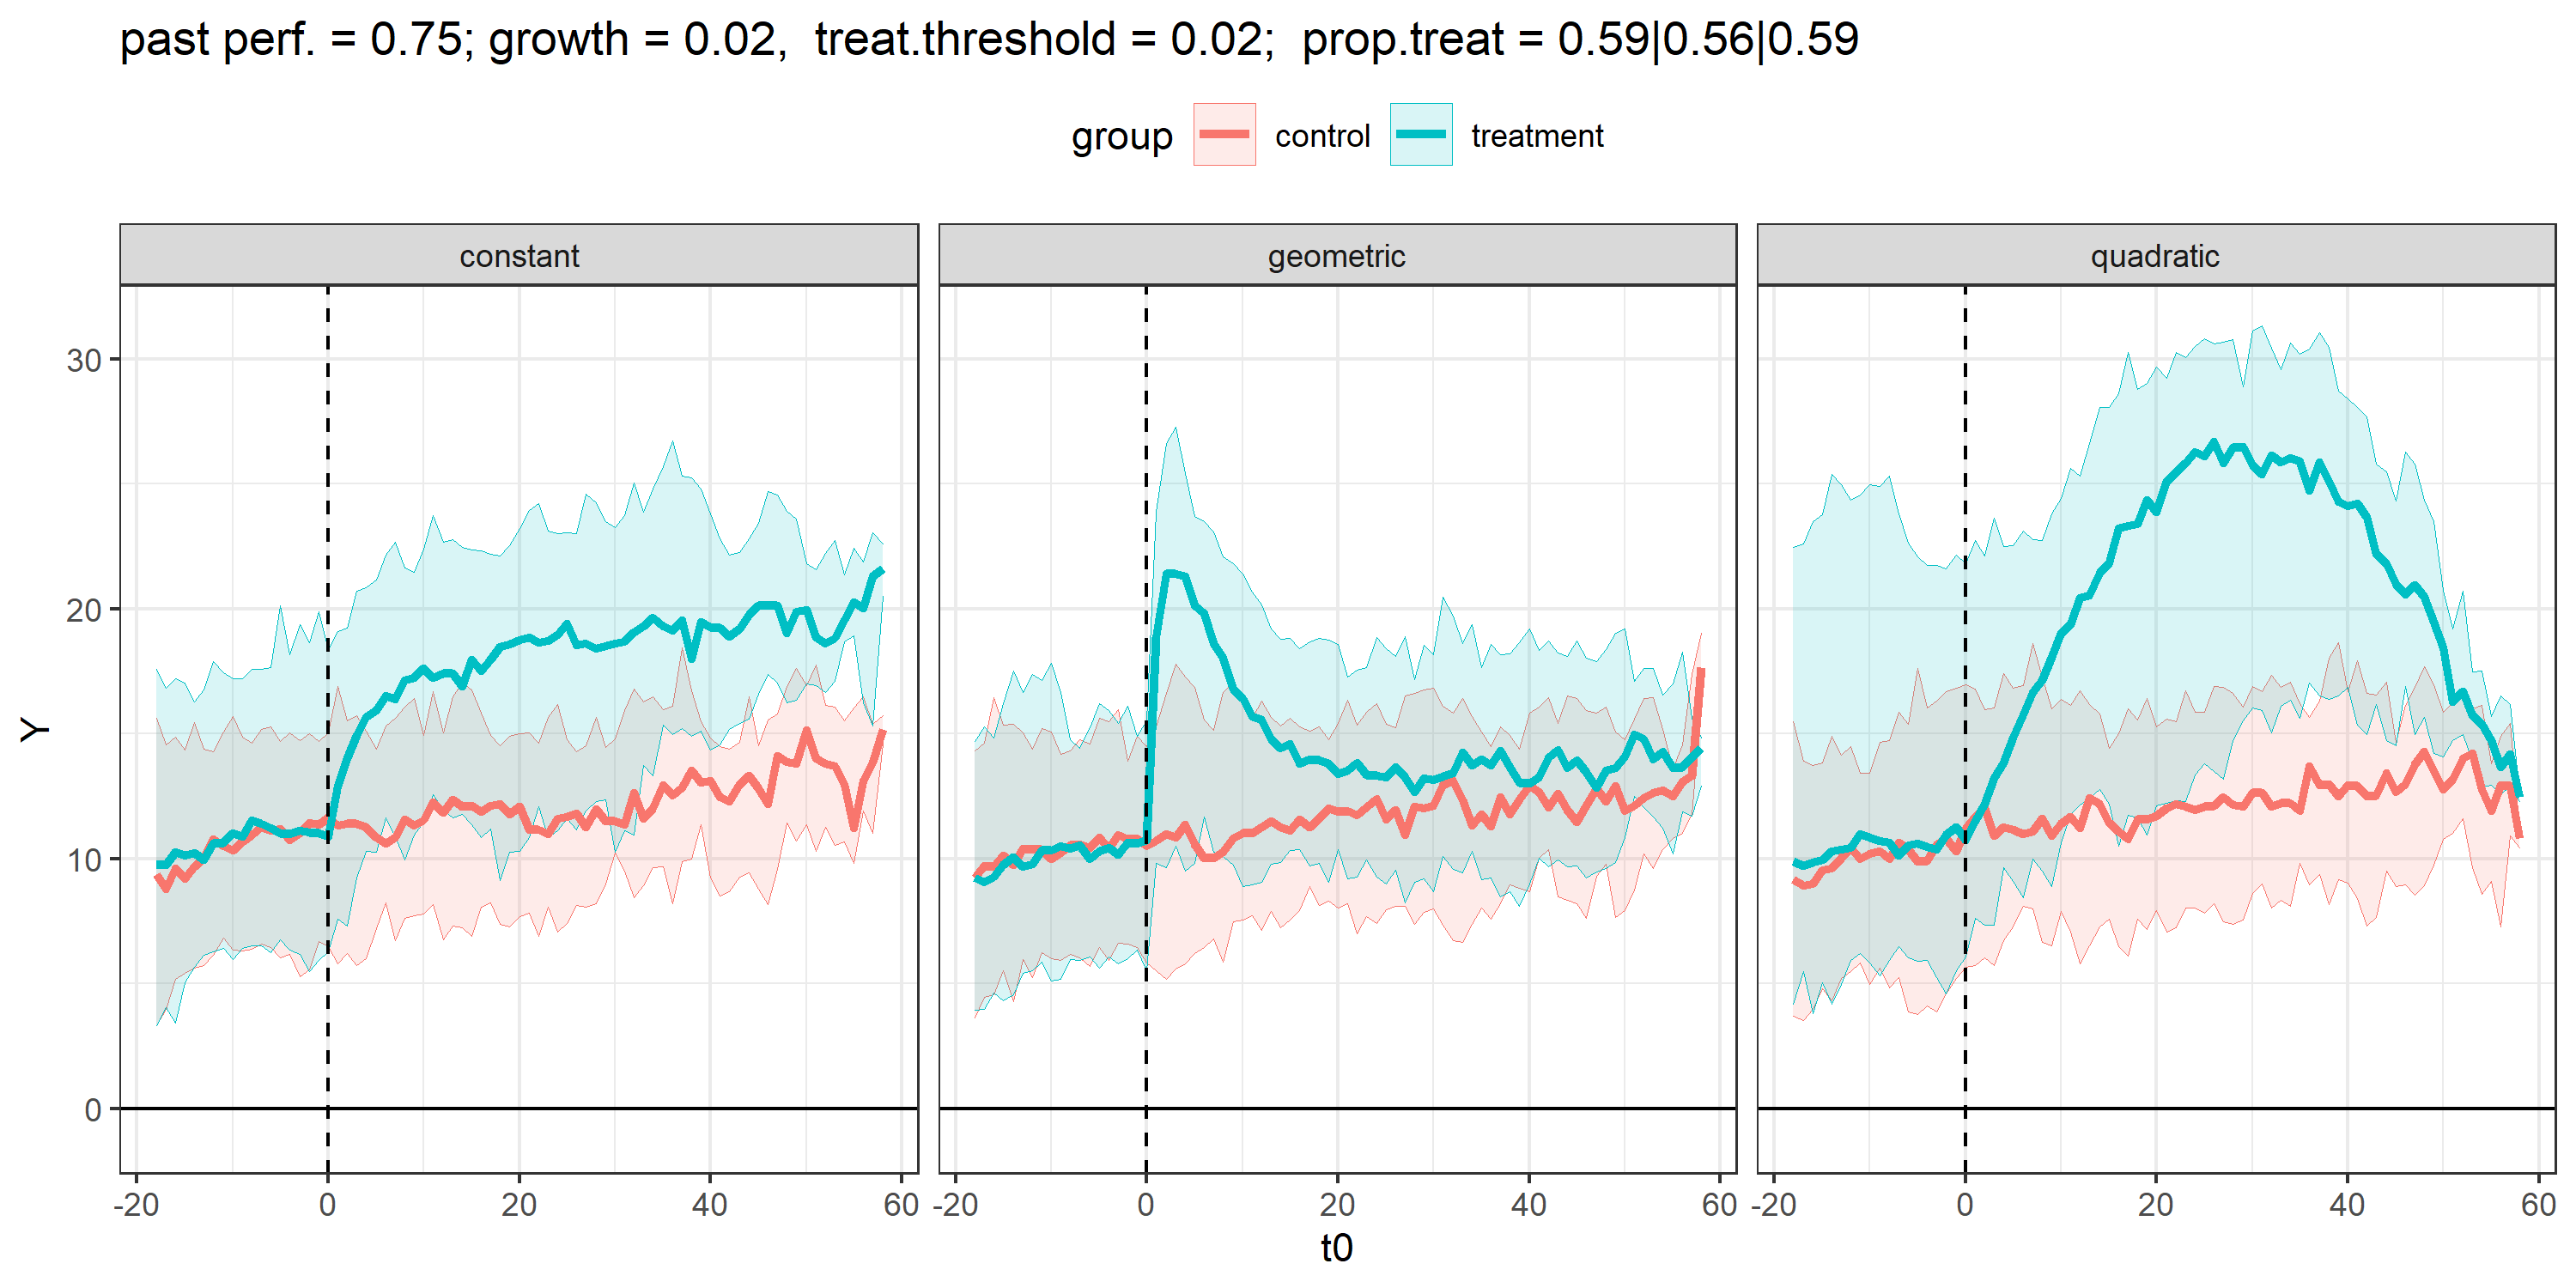 past perf. = 0.75; growth = 0.02,  treat.threshold = 0.02;  prop.treat = 0.59|0.56|0.59
group control treatment
constant geometric quadratic
30
20
10
0
Y
-20 0 20 40 60 -20 0 20 40 60 -20 0 20 40 60
t0